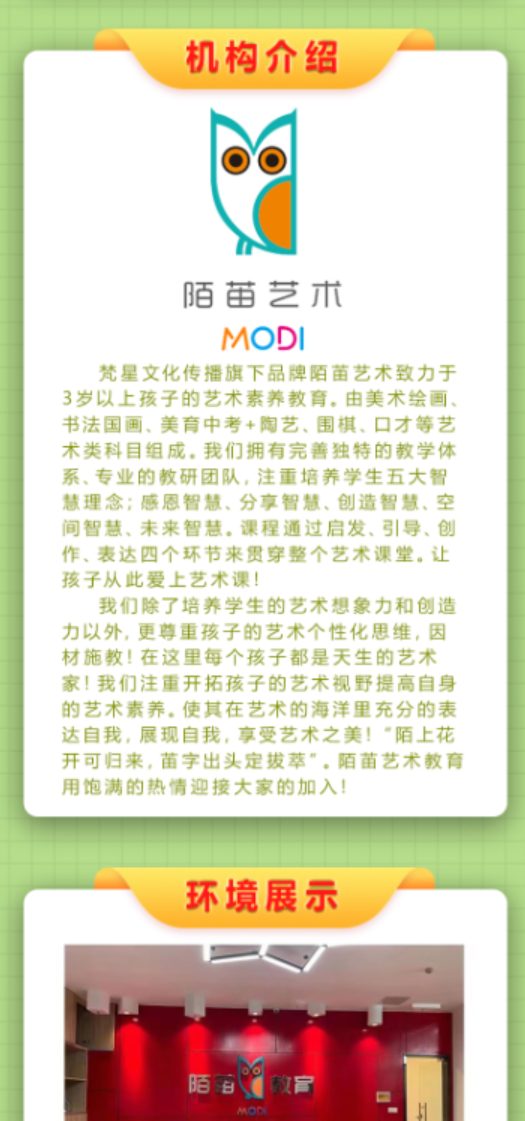 机构介绍
陌苗艺术
MODI
梵星文化传播旗下品牌陌苗艺术致力于
3岁以上孩子的艺术素养教育。由美术绘画、
书法国画、美育中考+陶艺、围棋、口才等艺
术类科目组成。我们拥有完善独特的教学体
系、专业的教研团队，注重培养学生五大智
慧理念；感恩智慧、分享智慧、创造智慧、空
间智慧、未来智慧。课程通过启发、引导、创
作、表达四个环节来贯穿整个艺术课堂。让
孩子从此爱上艺术课！
我们除了培养学生的艺术想象力和创造
力以外，更尊重孩子的艺术个性化思维，因
材施教！在这里每个孩子都是天生的艺术
家！我们注重开拓孩子的艺术视野提高自身
的艺术素养。使其在艺术的海洋里充分的表
达自我，展现自我，享受艺术之美！“陌上花
开可归来，苗字出头定拔萃”。陌苗艺术教育
用饱满的热情迎接大家的加入！
环境展示
陌苗教育
MODI